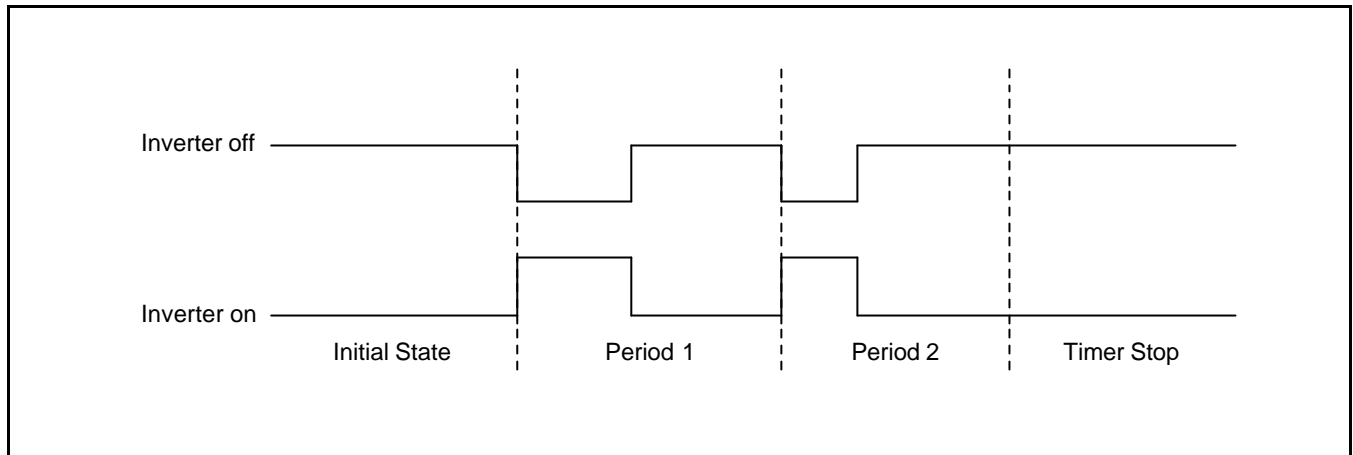 Inverter off
Inverter on
Initial State
Period 1
Period 2
Timer Stop